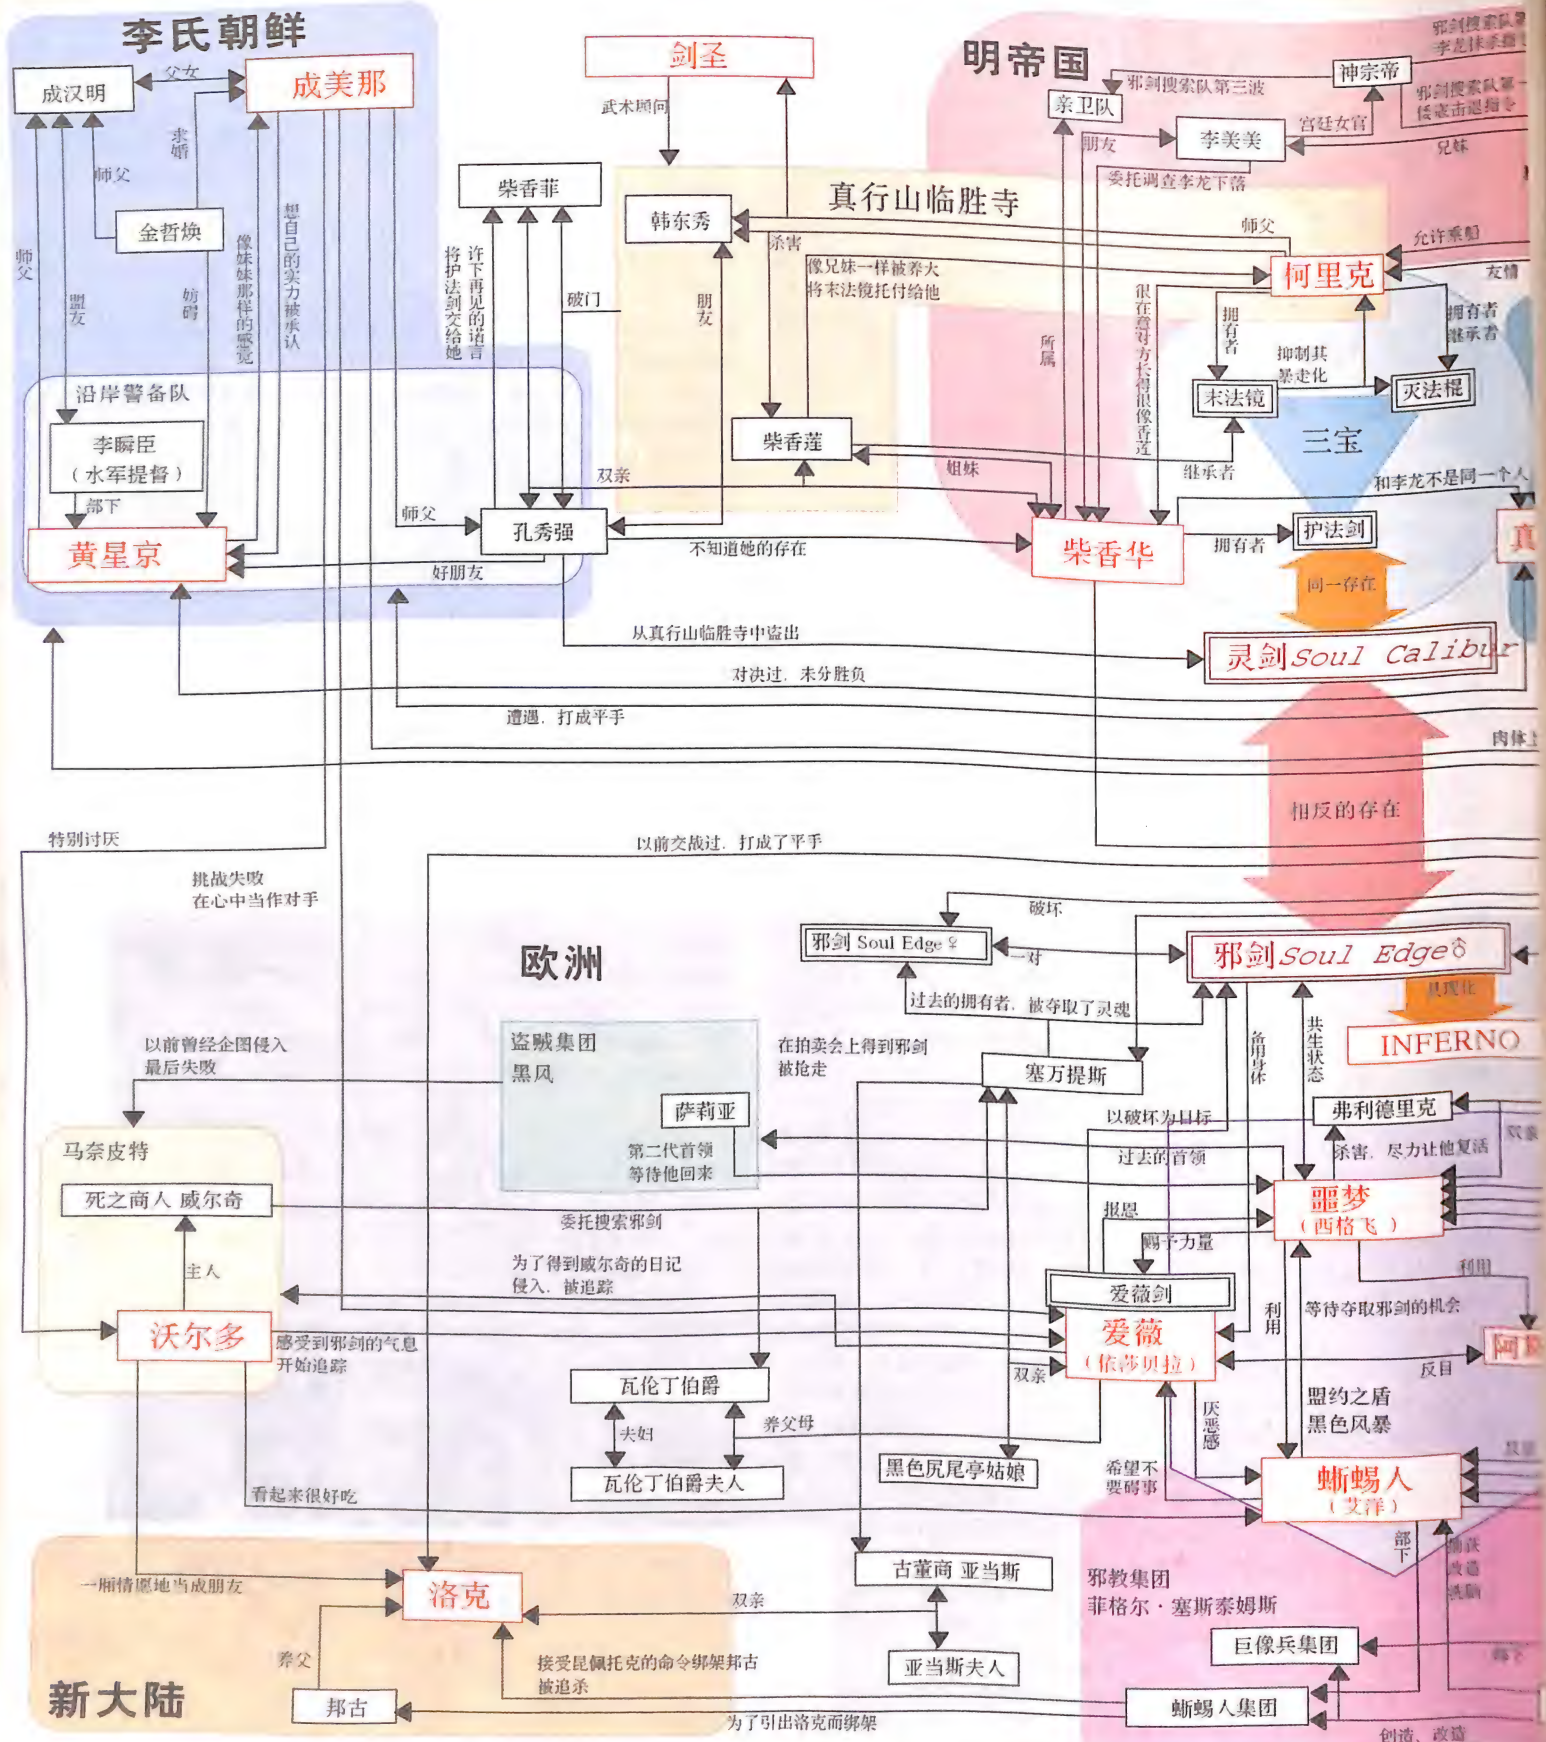 李氏朝鲜
成汉明
父女
成美那
求婚
师父
金哲焕
师父
盟友
妨碍
像妹妹那样的感觉
想自己的实力被承认
沿岸警备队
李瞬臣
（水军提督）
部下
黄星京
师父
好朋友
剑圣
武术顾问
柴香菲
将护法剑交给她
许下再见的诺言
破门
真行山临胜寺
韩东秀
杀害
像兄妹一样被养大
将末法镜托付给他
朋友
柴香莲
双亲
姐妹
孔秀强
不知道她的存在
明帝国
邪剑搜索队第三波
神宗帝
亲卫队
朋友
李美美
宫廷女官
兄妹
委托调查李龙下落
倭寇击退指令
师父
允许乘船
友情
柯里克
所属
很在意对方长得很像香莲
拥有者
抑制其
暴走化
拥有者
继承者
末法镜
灭法棍
三宝
继承者
和李龙不是同一个人
柴香华
拥有者
护法剑
真
同一存在
从真行山临胜寺中盗出
灵剑Soul Calibur
对决过，未分胜负
遭遇，打成平手
肉体上
相反的存在
特别讨厌
以前交战过，打成了平手
挑战失败
在心中当作对手
欧洲
破坏
邪剑 Soul Edge♀
一对
邪剑Soul Edge♂
具现化
INFERNO
过去的拥有者，被夺取了灵魂
备用身体
共生状态
以前曾经企图侵入
最后失败
盗贼集团
黑风
萨莉亚
第二代首领
等待他回来
在拍卖会上得到邪剑
被抢走
塞万提斯
弗利德里克
以破坏为目标
过去的首领
杀害，尽力让他复活
双亲
马奈皮特
死之商人 威尔奇
委托搜索邪剑
报恩
赐予力量
噩梦
（西格飞）
主人
为了得到威尔奇的日记
侵入，被追踪
爱薇剑
利用
等待夺取邪剑的机会
利用
沃尔多
感受到邪剑的气息
开始追踪
爱薇
（依莎贝拉）
双亲
反目
瓦伦丁伯爵
夫妇
养父母
瓦伦丁伯爵夫人
黑色尻尾亭姑娘
厌恶感
希望不
要碍事
盟约之盾
黑色风暴
蜥蜴人
（艾洋）
看起来很好吃
部下
改造
洗脑
一厢情愿地当成朋友
洛克
双亲
古董商 亚当斯
亚当斯夫人
邪教集团
菲格尔·塞斯泰姆斯
巨像兵集团
养父
新大陆
邦古
接受昆佩托克的命令绑架邦古
被追杀
蜥蜴人集团
为了引出洛克而绑架
创造、改造